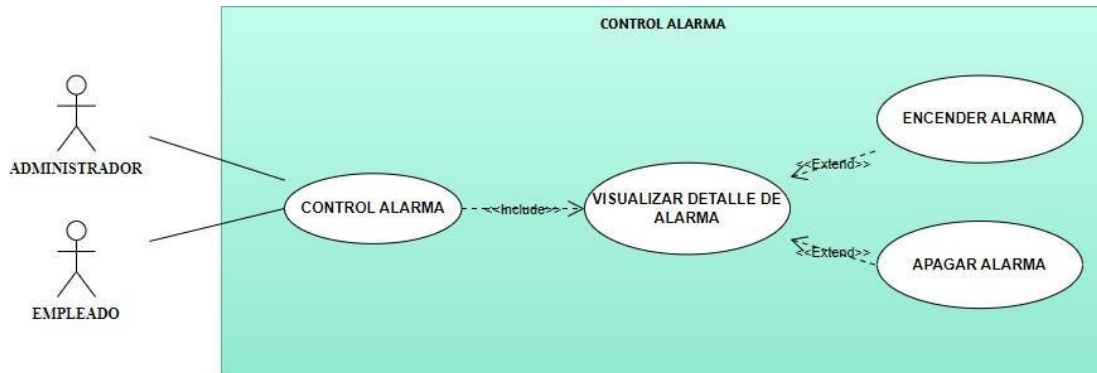 CONTROL ALARMA
ADMINISTRADOR
EMPLEADO
CONTROL ALARMA
<<Include>>
VISUALIZAR DETALLE DE
ALARMA
<<Extend>>
ENCENDER ALARMA
<<Extend>>
APAGAR ALARMA